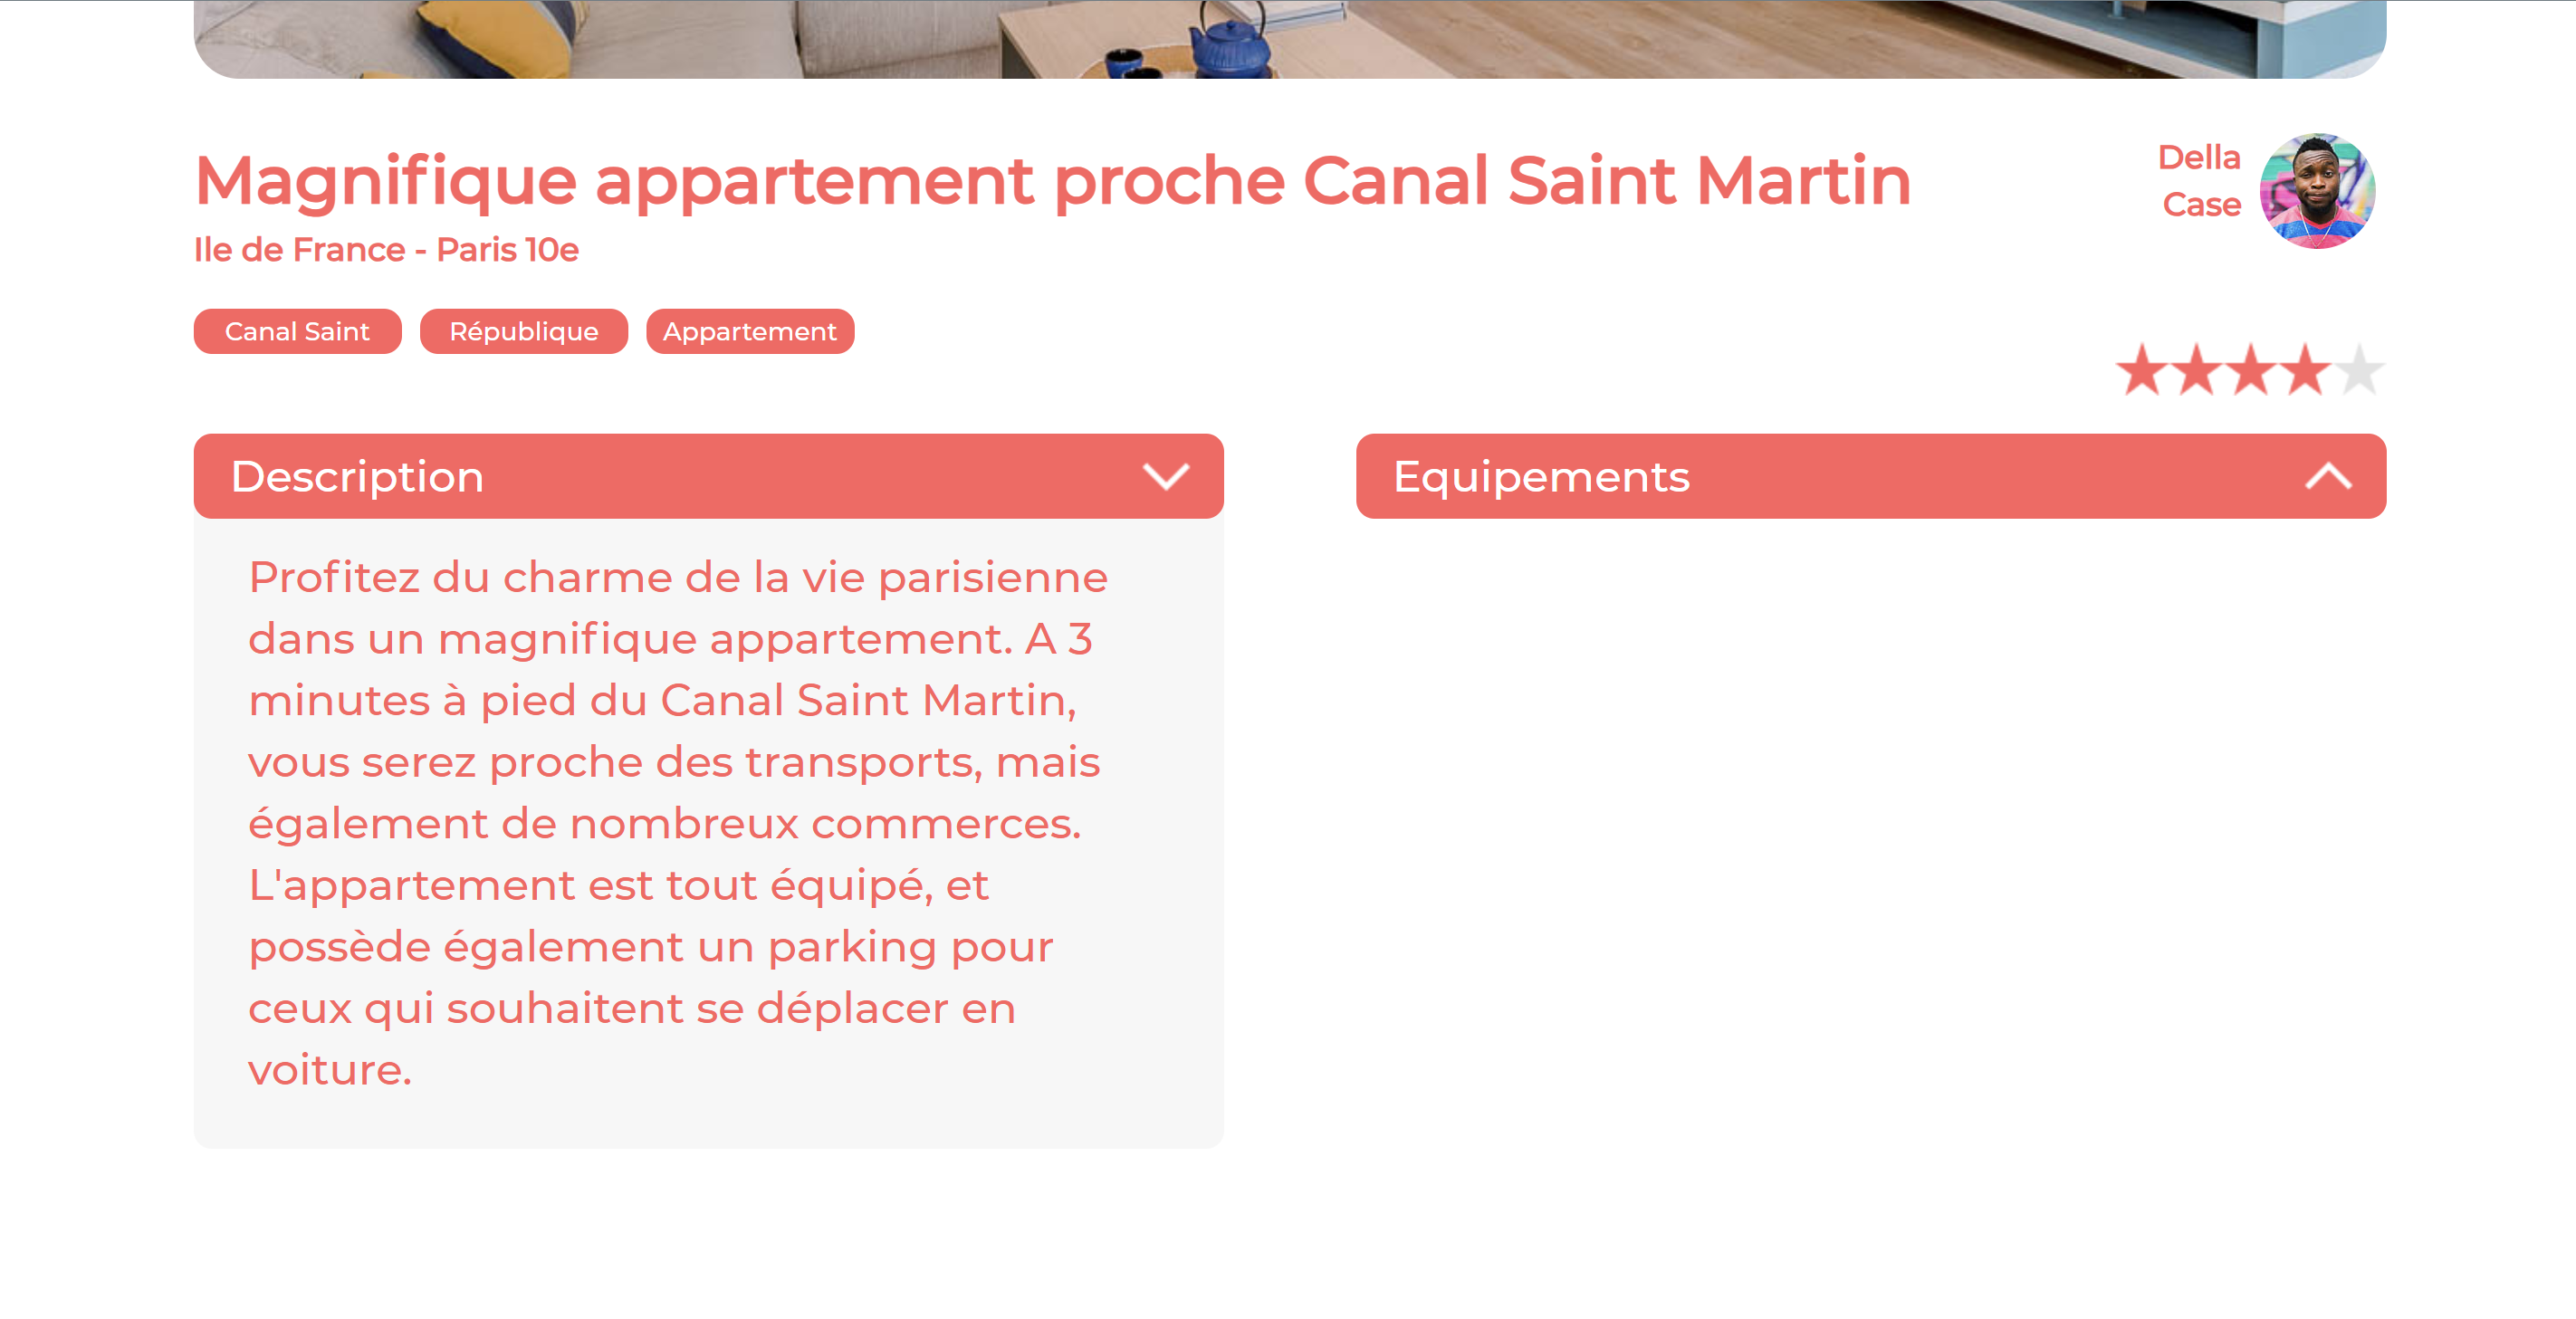 Magnifique appartement proche Canal Saint Martin
Ile de France - Paris 10e
Della
Case
Canal Saint
République
Appartement
Description
Profitez du charme de la vie parisienne
dans un magnifique appartement. A 3
minutes à pied du Canal Saint Martin,
vous serez proche des transports, mais
également de nombreux commerces.
L'appartement est tout équipé, et
possède également un parking pour
ceux qui souhaitent se déplacer en
voiture.
Equipements